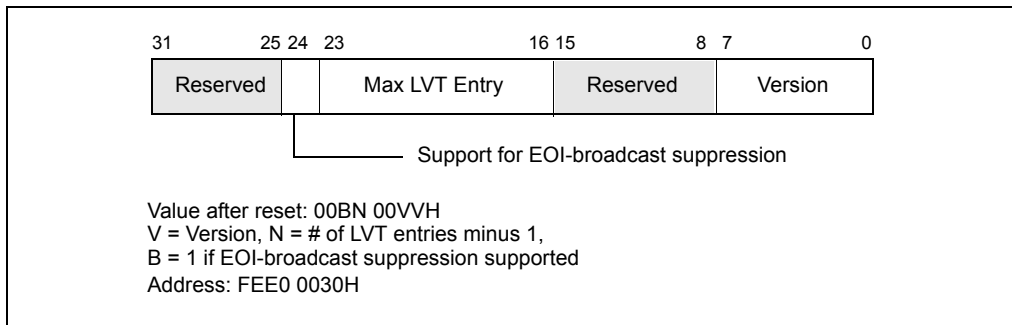 31 25 24 23 16 15 8 7 0
Reserved Max LVT Entry Reserved Version
Support for EOI-broadcast suppression
Value after reset: 00BN 00VVH
V = Version, N = # of LVT entries minus 1,
B = 1 if EOI-broadcast suppression supported
Address: FEE0 0030H